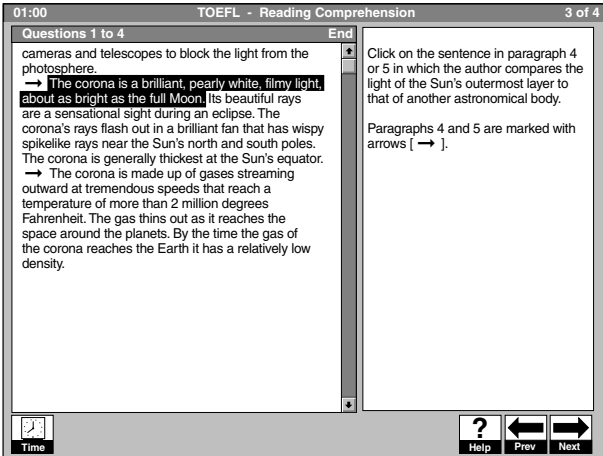 01:00 TOEFL - Reading Comprehension 3 of 4
Questions 1 to 4 End
cameras and telescopes to block the light from the
photosphere.
→ The corona is a brilliant, pearly white, filmy light,
about as bright as the full Moon. Its beautiful rays
are a sensational sight during an eclipse. The
corona's rays flash out in a brilliant fan that has wispy
spikelike rays near the Sun's north and south poles.
The corona is generally thickest at the Sun's equator.
→ The corona is made up of gases streaming
outward at tremendous speeds that reach a
temperature of more than 2 million degrees
Fahrenheit. The gas thins out as it reaches the
space around the planets. By the time the gas of
the corona reaches the Earth it has a relatively low
density.
Click on the sentence in paragraph 4
or 5 in which the author compares the
light of the Sun's outermost layer to
that of another astronomical body.
Paragraphs 4 and 5 are marked with
arrows [ → ].
Time
?
Help Prev Next